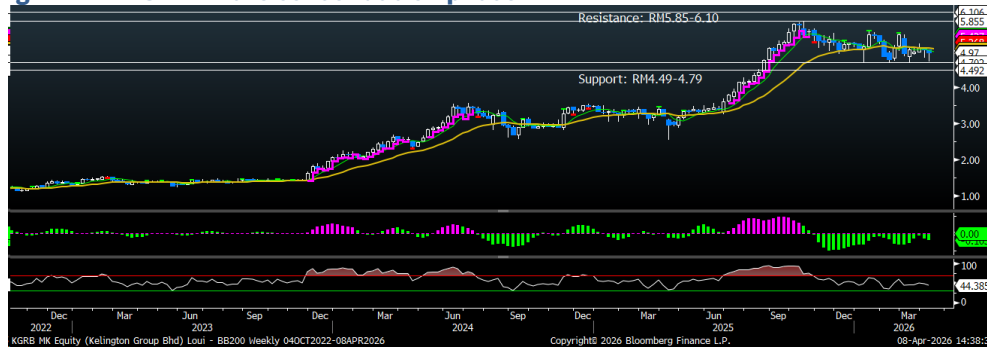 Resistance: RM5.85-6.10
6.106
5.855
4.97
4.492
Support: RM4.49-4.79
4.00
3.00
2.00
1.00
0.00
100
44.385
0
Dec Mar Jun Sep Dec Mar Jun Sep Dec Mar Jun Sep Dec Mar
2022 2023 2024 2025 2026
KGRB MK Equity (Kelington Group Bhd) Loui - BB200 Weekly 04OCT2022-08APR2026 Copyright© 2026 Bloomberg Finance L.P. 08-Apr-2026 14:38:3